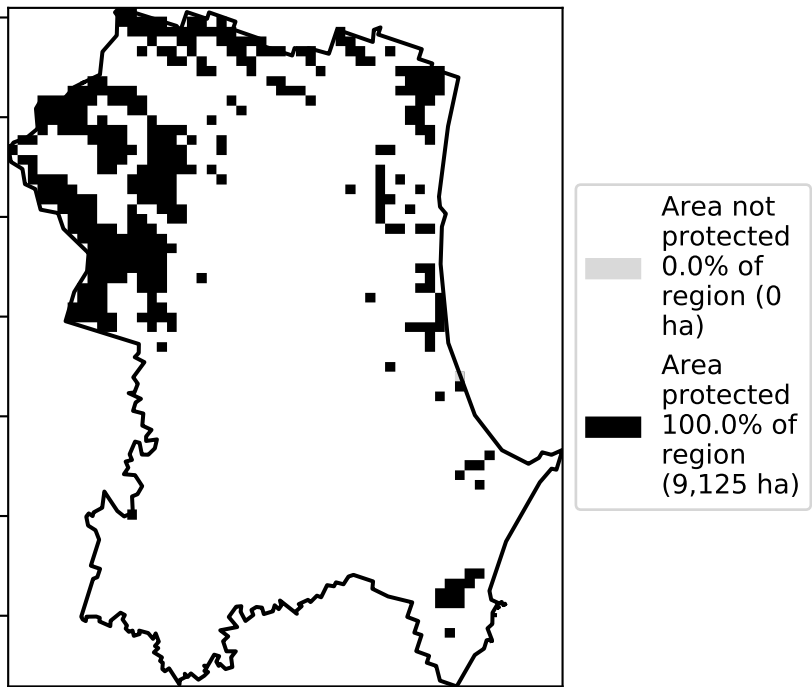 Area not
protected
0.0% of
region (0
ha)
Area
protected
100.0% of
region
(9,125 ha)